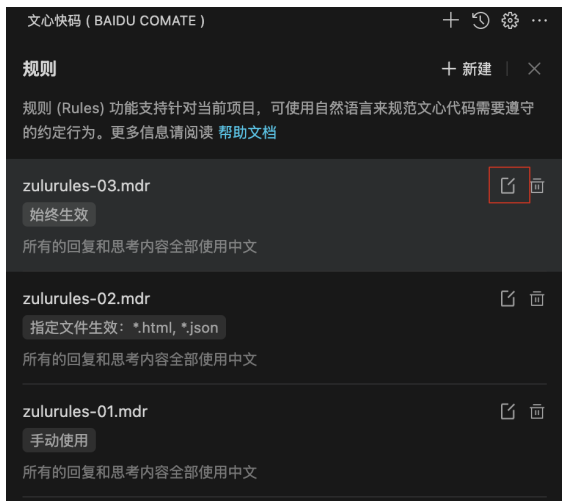 文心快码 ( BAIDU COMATE )
规则
新建
规则 (Rules) 功能支持针对当前项目，可使用自然语言来规范文心代码需要遵守
的约定行为。更多信息请阅读 帮助文档
zulurules-03.mdr
始终生效
所有的回复和思考内容全部使用中文
zulurules-02.mdr
指定文件生效：*.html, *.json
所有的回复和思考内容全部使用中文
zulurules-01.mdr
手动使用
所有的回复和思考内容全部使用中文